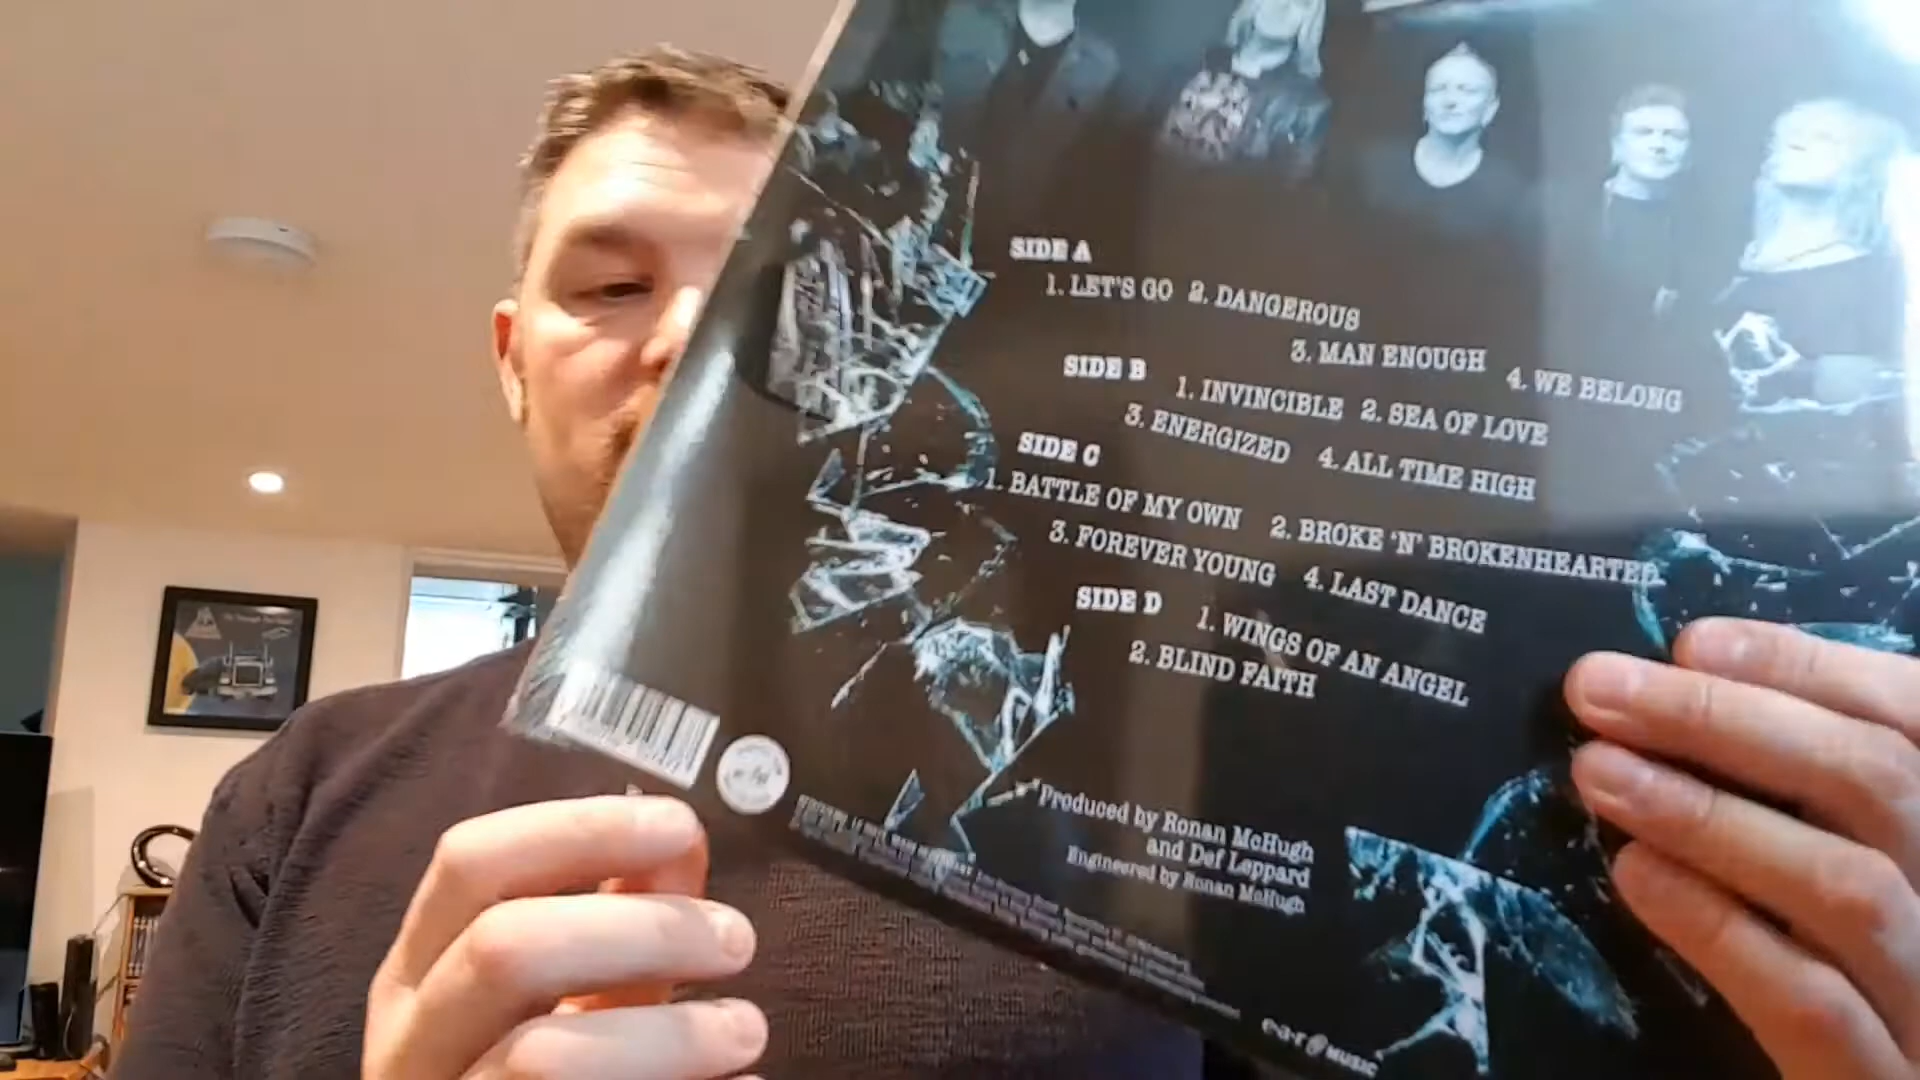 SIDE A
1. LET'S GO 2. DANGEROUS
3. MAN ENOUGH 4. WE BELONG
SIDE B
1. INVINCIBLE 2. SEA OF LOVE
3. ENERGIZED 4. ALL TIME HIGH
SIDE C
1. BATTLE OF MY OWN 2. BROKE 'N' BROKENHEARTED
3. FOREVER YOUNG 4. LAST DANCE
SIDE D
1. WINGS OF AN ANGEL
2. BLIND FAITH
Produced by Ronan McHugh
and Def Leppard
Engineered by Ronan McHugh
e-a-r MUSIC